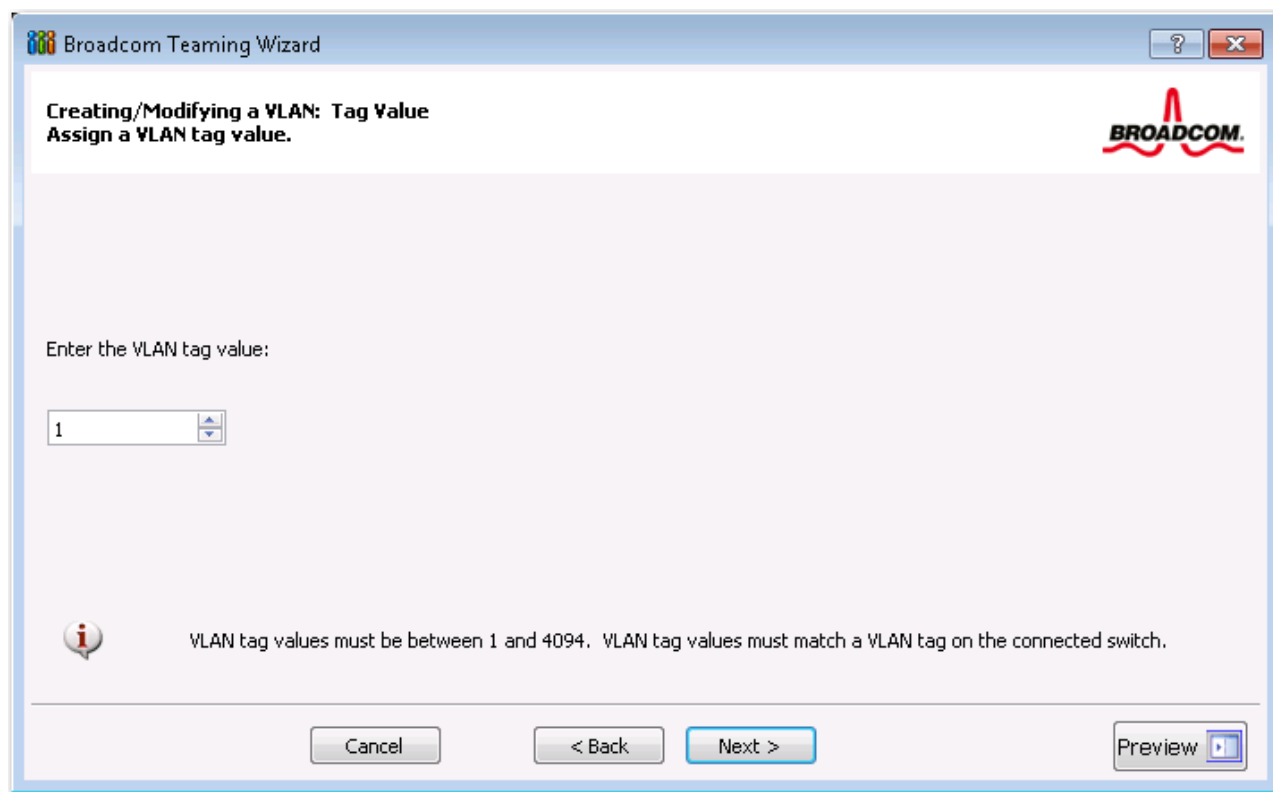 Broadcom Teaming Wizard
Creating/Modifying a VLAN: Tag Value
Assign a VLAN tag value.
BROADCOM.
Enter the VLAN tag value:
1
VLAN tag values must be between 1 and 4094. VLAN tag values must match a VLAN tag on the connected switch.
Cancel
< Back
Next >
Preview